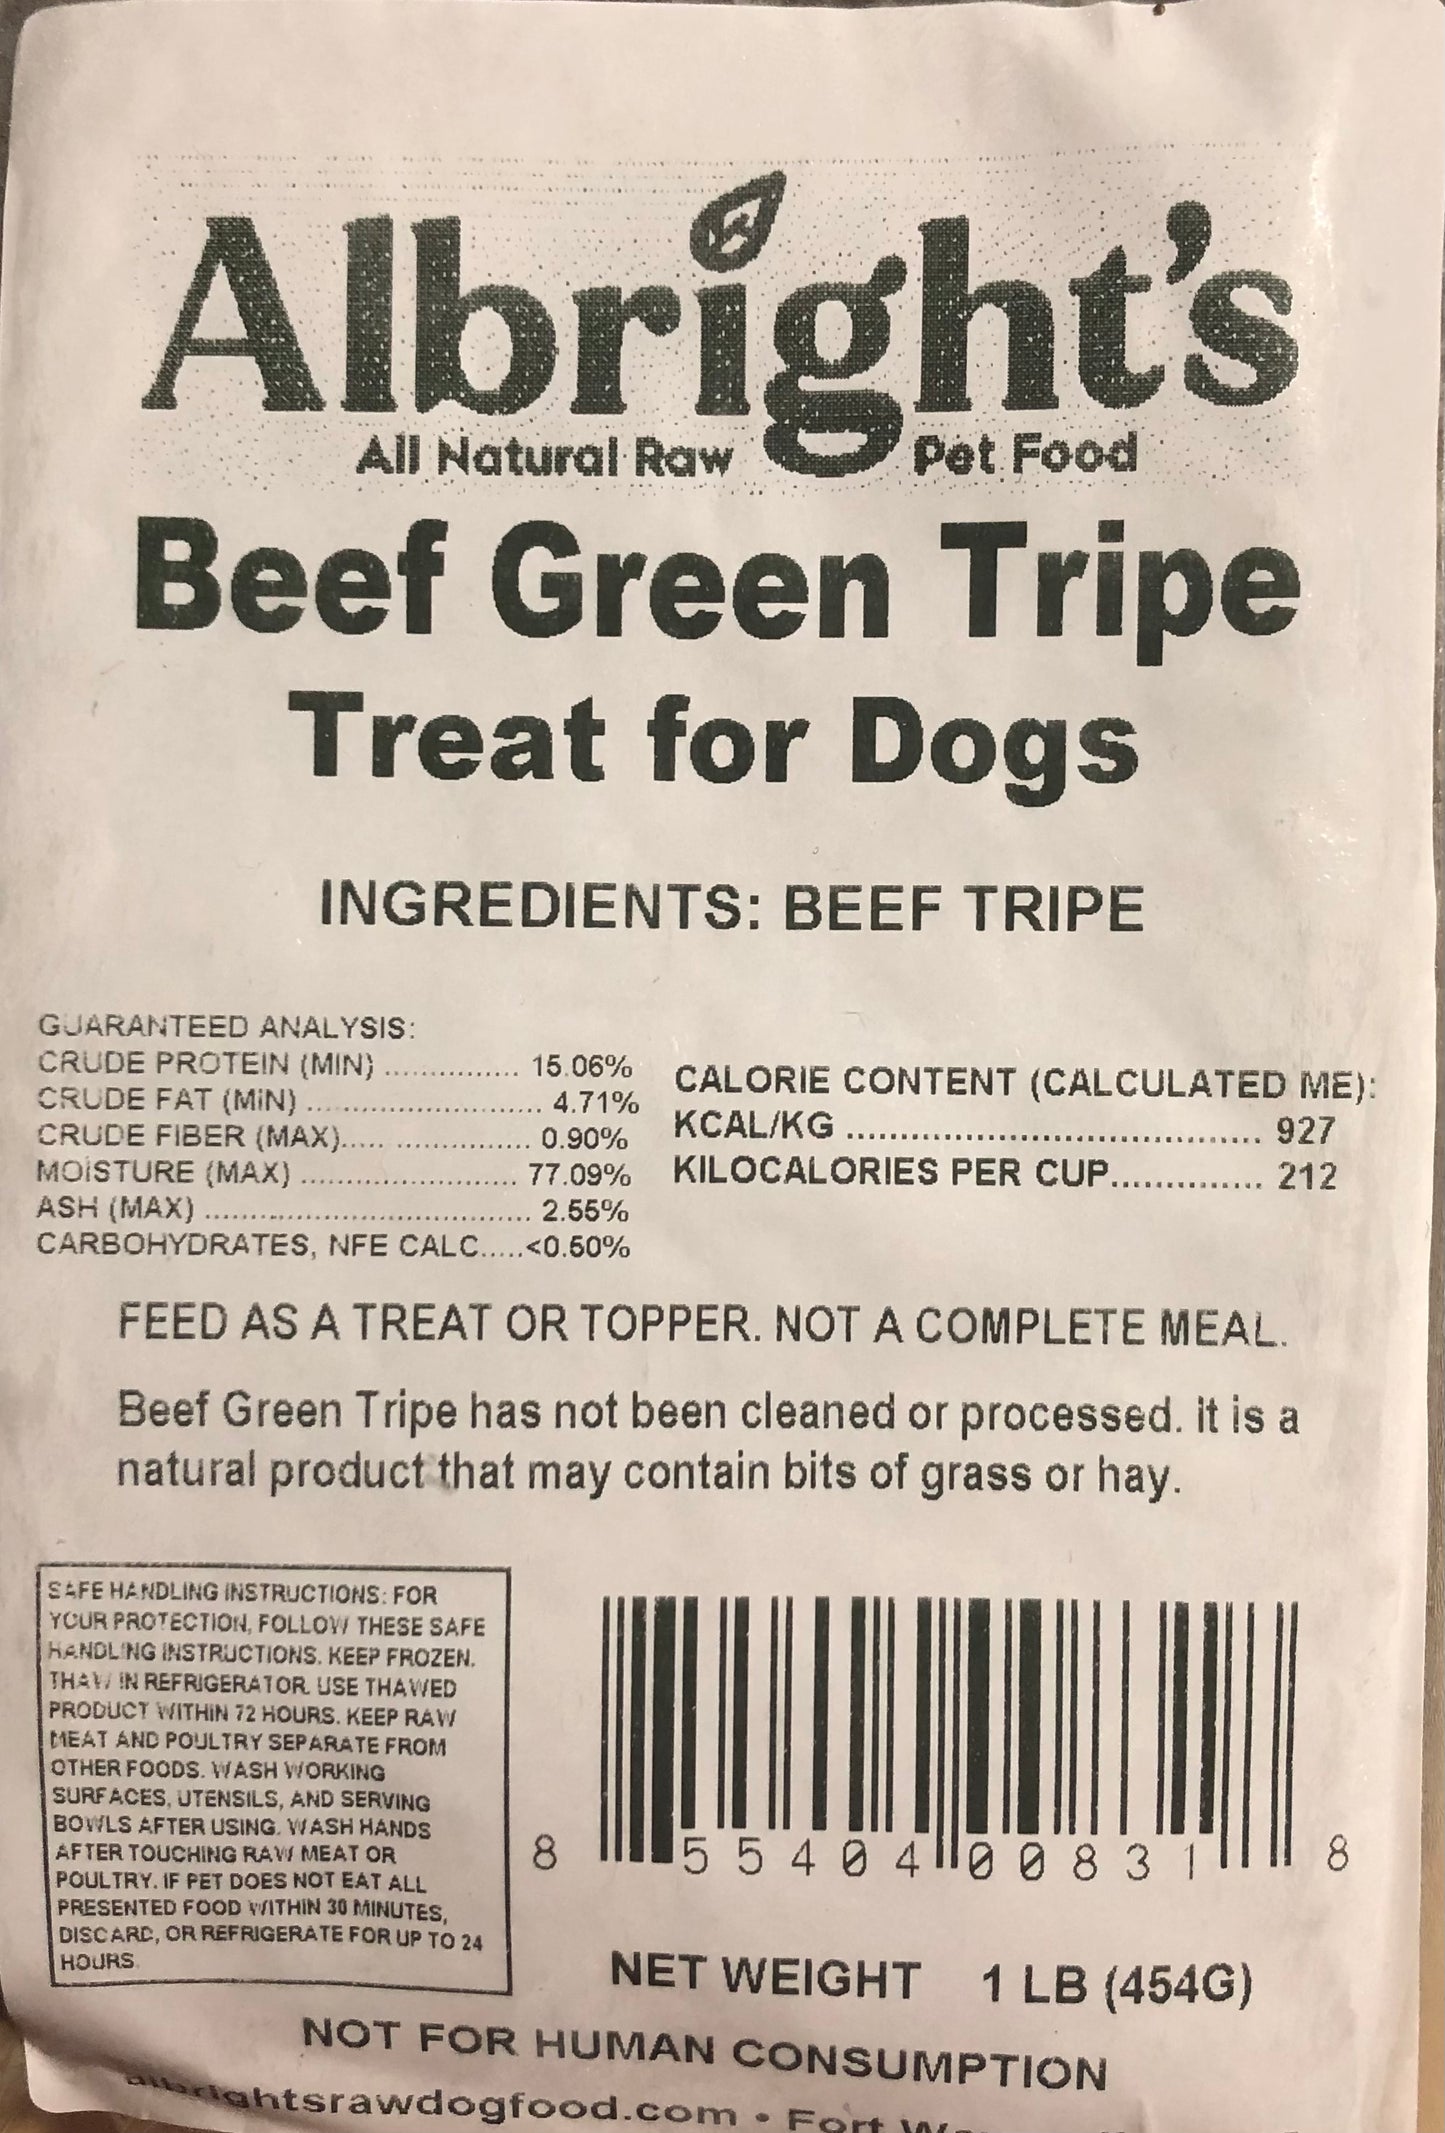 Albright's
All Natural Raw Pet Food
Beef Green Tripe
Treat for Dogs
INGREDIENTS: BEEF TRIPE
GUARANTEED ANALYSIS:
CRUDE PROTEIN (MIN) ............... 15.06%
CRUDE FAT (MIN) .......................... 4.71%
CRUDE FIBER (MAX)..... ............... 0.90%
MOISTURE (MAX) ........................ 77.09%
ASH (MAX) .................................... 2.55%
CARBOHYDRATES, NFE CALC.....<0.50%
CALORIE CONTENT (CALCULATED ME):
KCAL/KG ....................................... 927
KILOCALORIES PER CUP.............. 212
FEED AS A TREAT OR TOPPER. NOT A COMPLETE MEAL.
Beef Green Tripe has not been cleaned or processed. it is a
natural product that may contain bits of grass or hay.
SAFE HANDLING INSTRUCTIONS: FOR
YOUR PROTECTION, FOLLOW THESE SAFE
HANDLING INSTRUCTIONS. KEEP FROZEN.
THAW IN REFRIGERATOR. USE THAWED
PRODUCT WITHIN 72 HOURS. KEEP RAW
MEAT AND POULTRY SEPARATE FROM
OTHER FOODS. WASH WORKING
SURFACES, UTENSILS, AND SERVING
BOWLS AFTER USING. WASH HANDS
AFTER TOUCHING RAW MEAT OR
POULTRY. IF PET DOES NOT EAT ALL
PRESENTED FOOD WITHIN 30 MINUTES,
DISCARD, OR REFRIGERATE FOR UP TO 24
HOURS.
8 55404 00831 8
NET WEIGHT 1 LB (454G)
NOT FOR HUMAN CONSUMPTION
albrightsrawdogfood.com • Fort